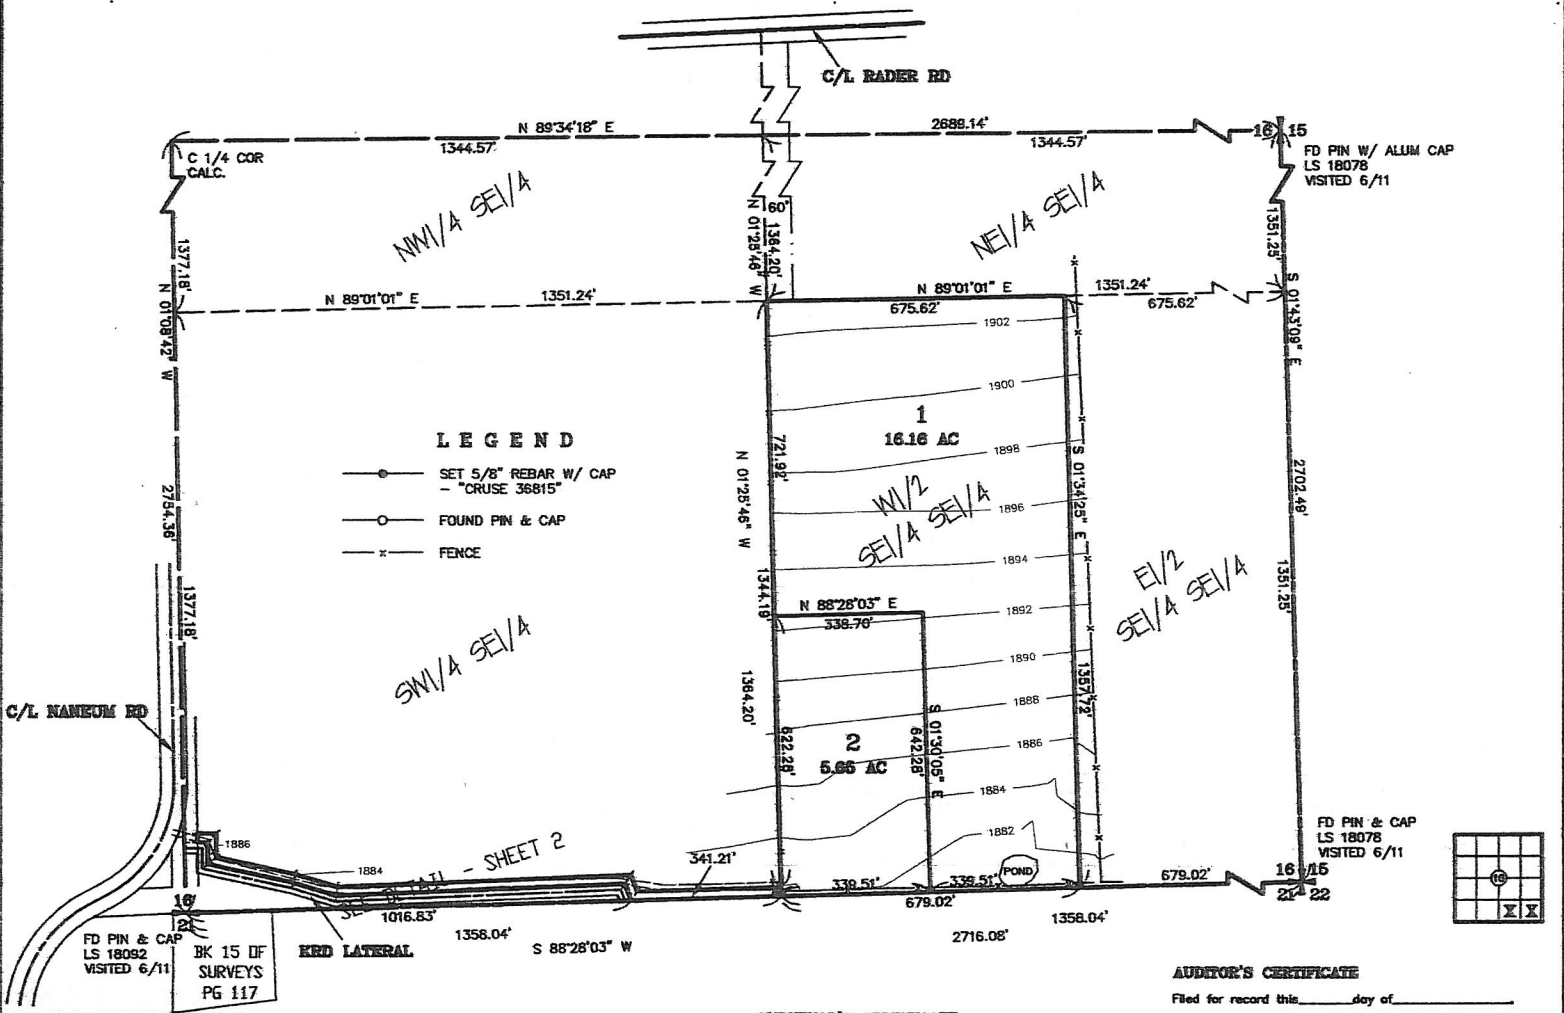 C/L RADER RD
N 89°34'18" E
2689.14'
1344.57'
1344.57'
16 15
C 1/4 COR
CALC.
FD PIN W/ ALUM CAP
LS 18078
VISITED 6/11
NW1/4 SE1/4
NE1/4 SE1/4
60'
N 01°25'46" W
1364.20'
1377.18'
N 01°08'42" W
1351.25'
S 01°43'09" E
N 89°01'01" E
1351.24'
N 89°01'01" E
675.62'
1351.24'
675.62'
1902
1900
1
16.16 AC
LEGEND
SET 5/8" REBAR W/ CAP
- "CRUSE 36815"
FOUND PIN & CAP
x FENCE
721.92'
N 01°25'46" W
1898
S 01°34'25" E
2702.49'
2754.36'
W1/2
SE1/4 SE1/4
1896
1894
E1/2
SE1/4 SE1/4
1344.19'
1351.25'
1377.18'
N 88°28'03" E
338.70'
1892
SW1/4 SE1/4
1890
1364.20'
1357.72'
1888
C/L NANEUM RD
622.28'
2
5.65 AC
642.28'
S 01°30'05" E
1886
1884
1882
FD PIN & CAP
LS 18078
VISITED 6/11
1886
1884
SEE DETAIL - SHEET 2
341.21'
339.51'
339.51'
POND
679.02'
679.02'
16 15
21 22
16
X X
16
21
1016.83'
1358.04'
1358.04'
S 88°28'03" W
2716.08'
KRD LATERAL
FD PIN & CAP
LS 18092
VISITED 6/11
BK 15 OF
SURVEYS
PG 117
AUDITOR'S CERTIFICATE
Filed for record this______day of______________